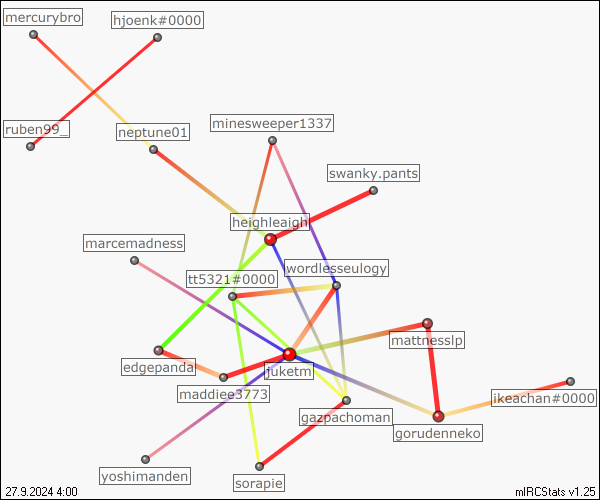 mercurybro
hjoenk#0000
ruben99_
neptune01
minesweeper1337
swanky.pants
heighleaigh
marcemadness
wordlesseulogy
tt5321#0000
mattnesslp
edgepanda
juketm
maddiee3773
ikeachan#0000
gazpachoman
gorudenneko
yoshimanden
sorapie
27.9.2024 4:00
mIRCStats v1.25